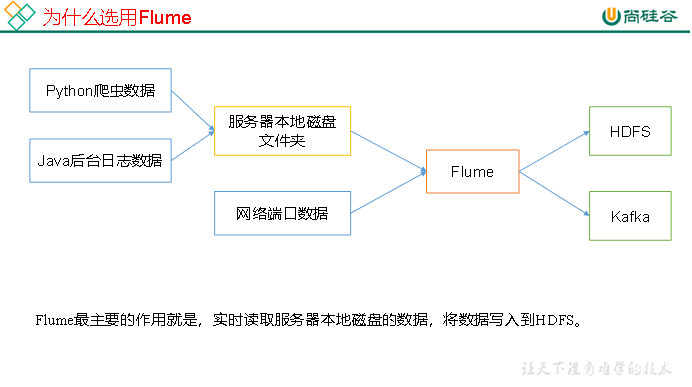 为什么选用Flume
尚硅谷
Python爬虫数据
Java后台日志数据
服务器本地磁盘
文件夹
网络端口数据
Flume
HDFS
Kafka
Flume最主要的作用就是，实时读取服务器本地磁盘的数据，将数据写入到HDFS。
让天下没有难学的技术